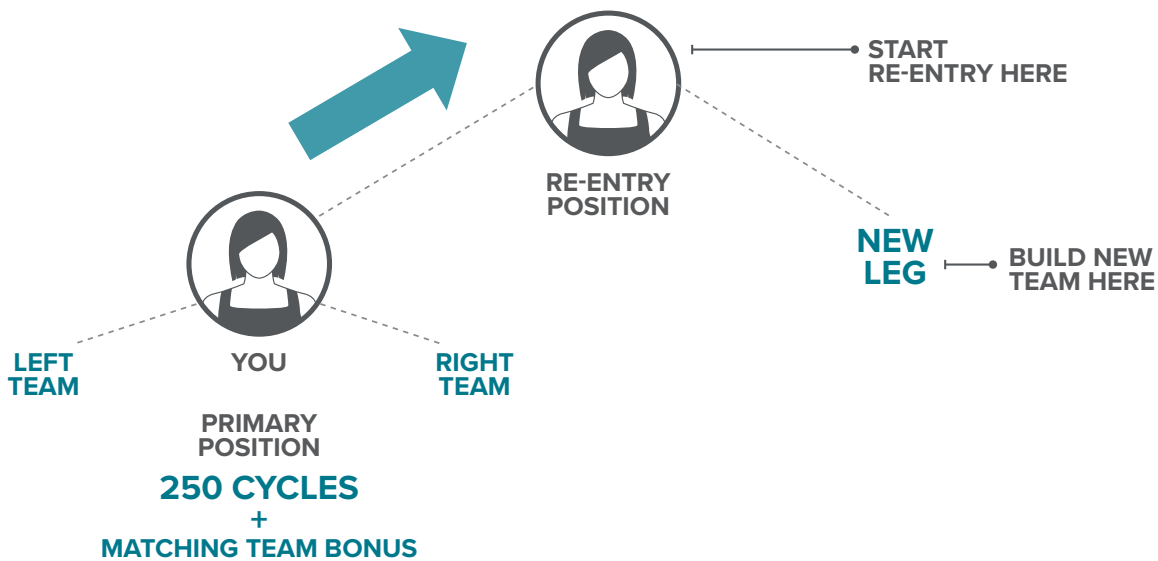 START
RE-ENTRY HERE
RE-ENTRY
POSITION
NEW
LEG
BUILD NEW
TEAM HERE
LEFT
TEAM
YOU
RIGHT
TEAM
PRIMARY
POSITION
250 CYCLES
+
MATCHING TEAM BONUS